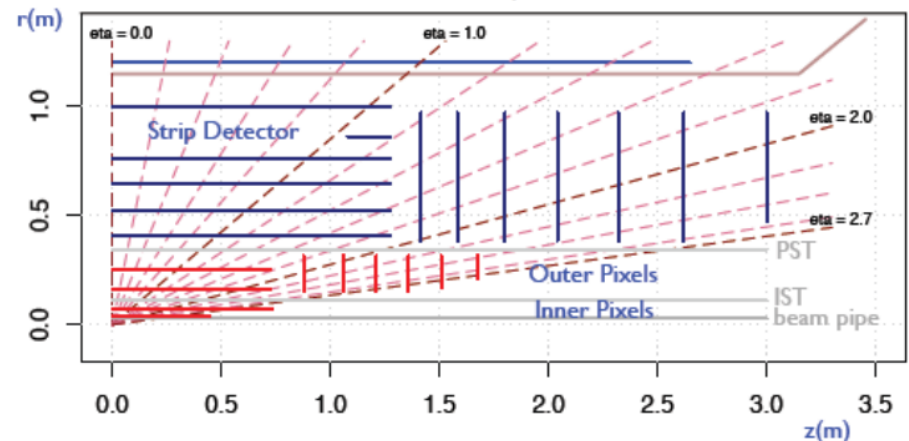 r(m)
eta = 0.0
eta = 1.0
1.0
Strip Detector
eta = 2.0
0.5
eta = 2.7
PST
Outer Pixels
IST
Inner Pixels
beam pipe
0.0
0.0 0.5 1.0 1.5 2.0 2.5 3.0 3.5
z(m)